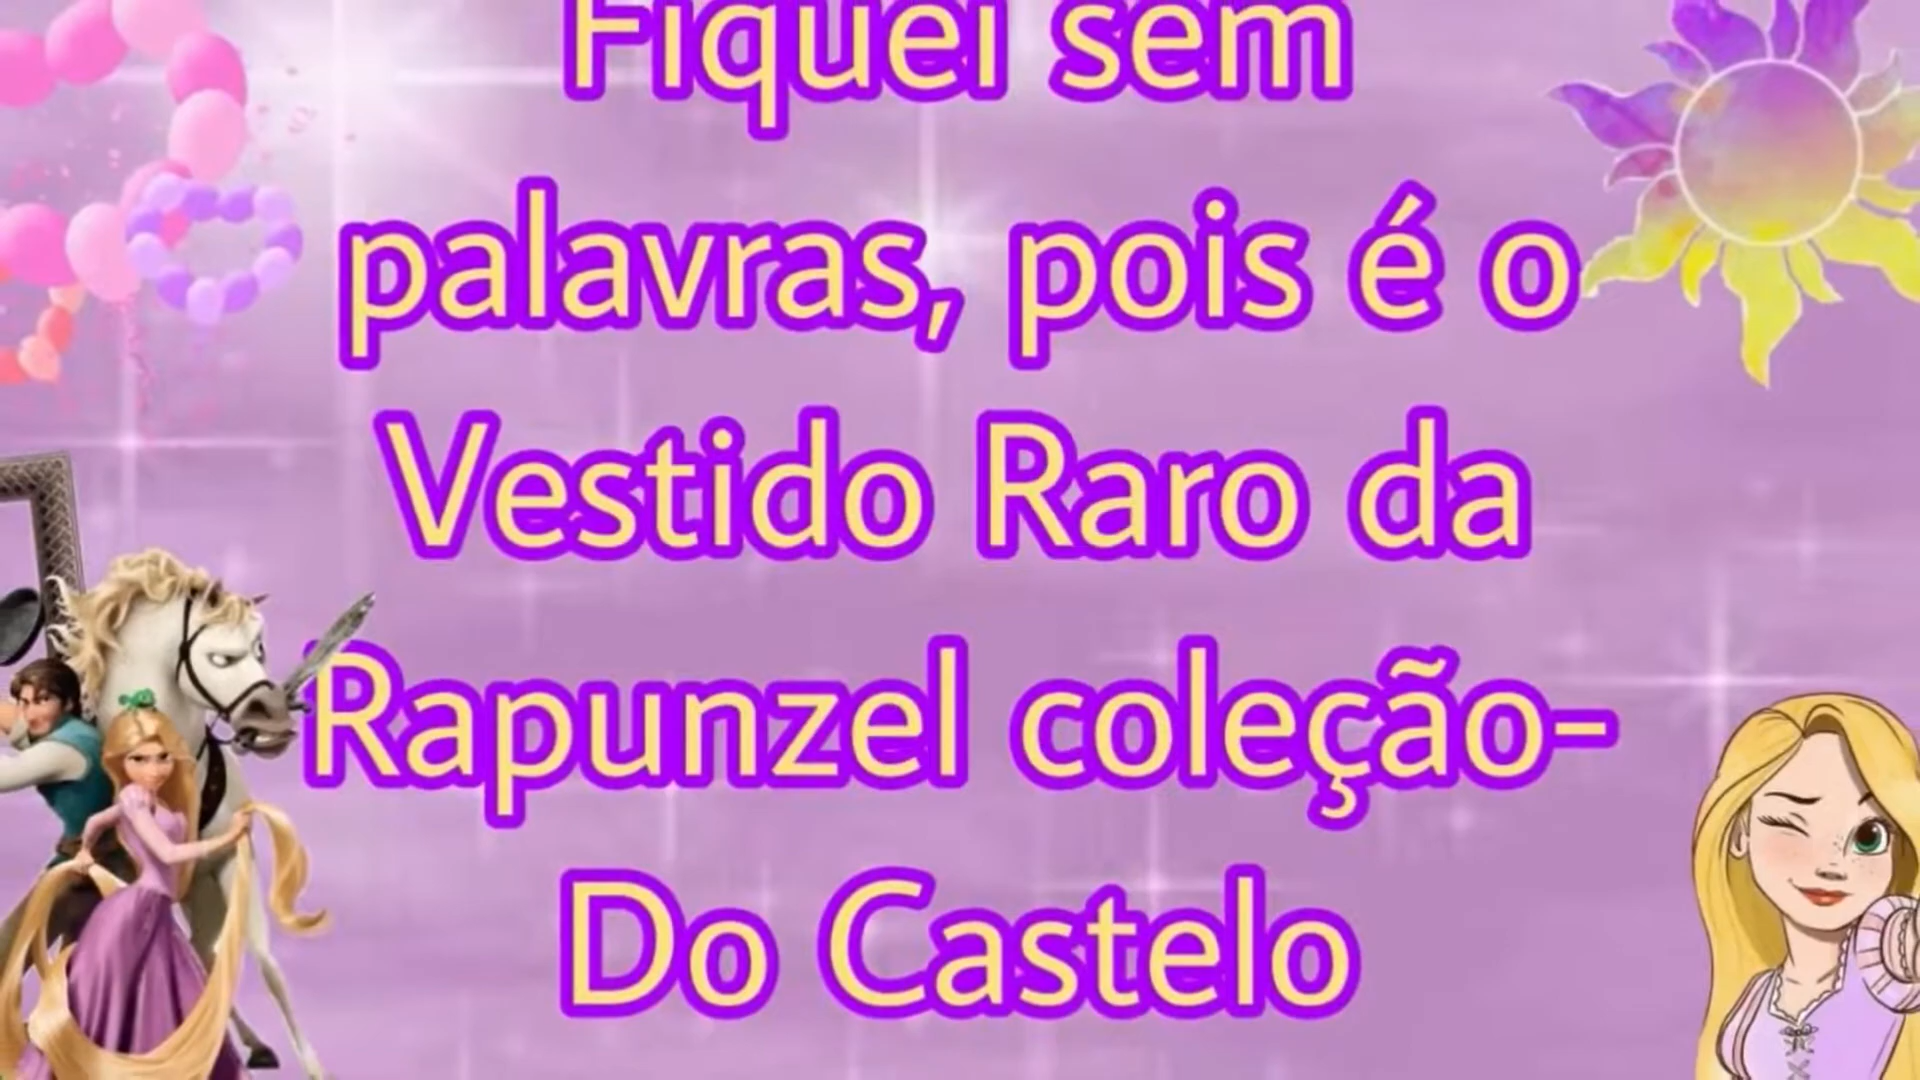 Fiquei sem
palavras, pois é o
Vestido Raro da
Rapunzel coleção-
Do Castelo